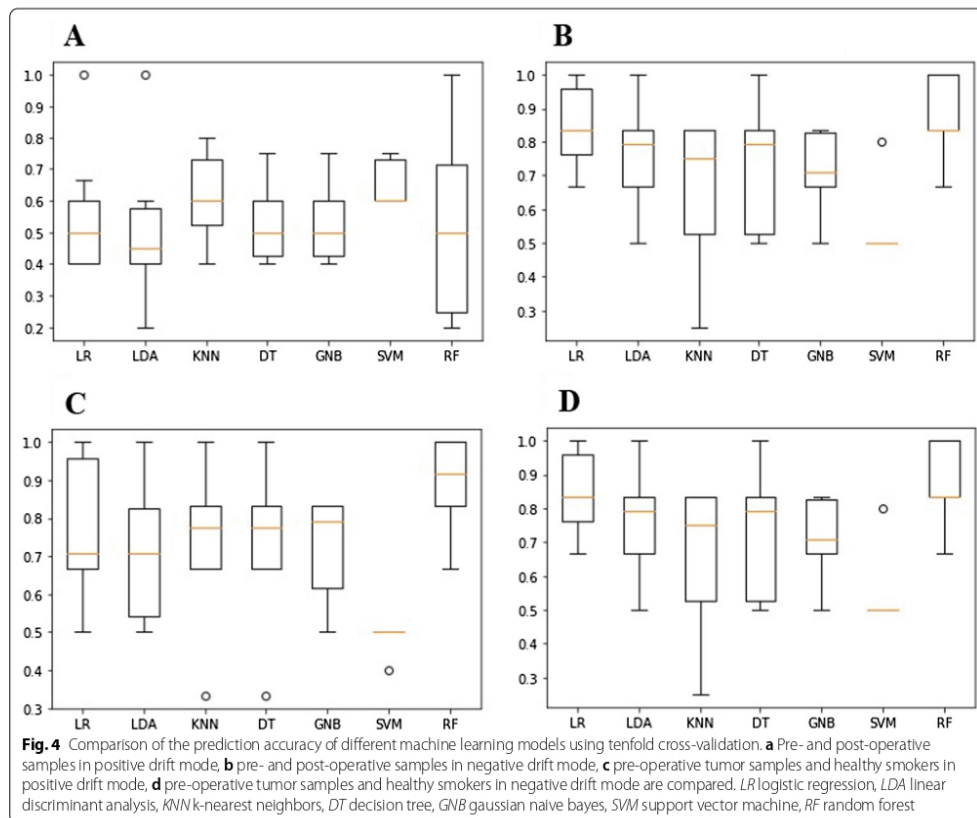 A
1.0
0.9
0.8
0.7
0.6
0.5
0.4
0.3
0.2
LR LDA KNN DT GNB SVM RF
B
1.0
0.9
0.8
0.7
0.6
0.5
0.4
0.3
LR LDA KNN DT GNB SVM RF
C
1.0
0.9
0.8
0.7
0.6
0.5
0.4
0.3
LR LDA KNN DT GNB SVM RF
D
1.0
0.9
0.8
0.7
0.6
0.5
0.4
0.3
LR LDA KNN DT GNB SVM RF
Fig. 4 Comparison of the prediction accuracy of different machine learning models using tenfold cross-validation. a Pre- and post-operative
samples in positive drift mode, b pre- and post-operative samples in negative drift mode, c pre-operative tumor samples and healthy smokers in
positive drift mode, d pre-operative tumor samples and healthy smokers in negative drift mode are compared. LR logistic regression, LDA linear
discriminant analysis, KNN k-nearest neighbors, DT decision tree, GNB gaussian naive bayes, SVM support vector machine, RF random forest